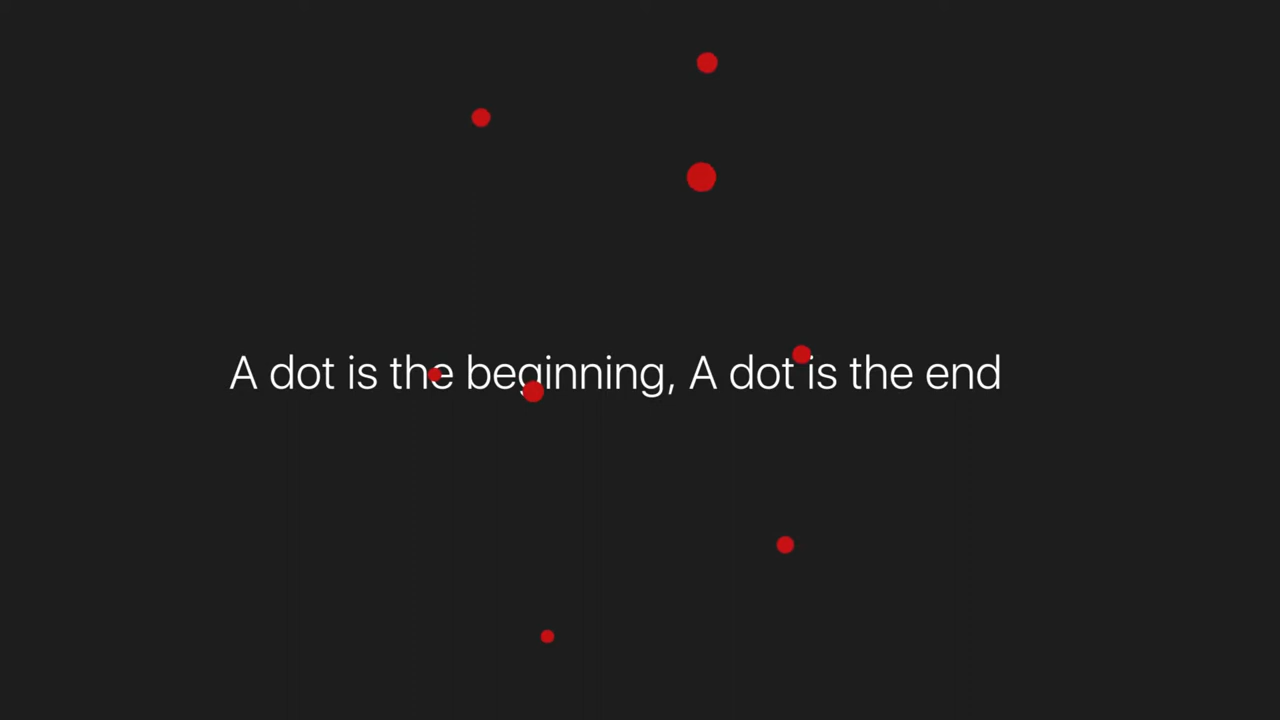 A dot is the beginning, A dot is the end